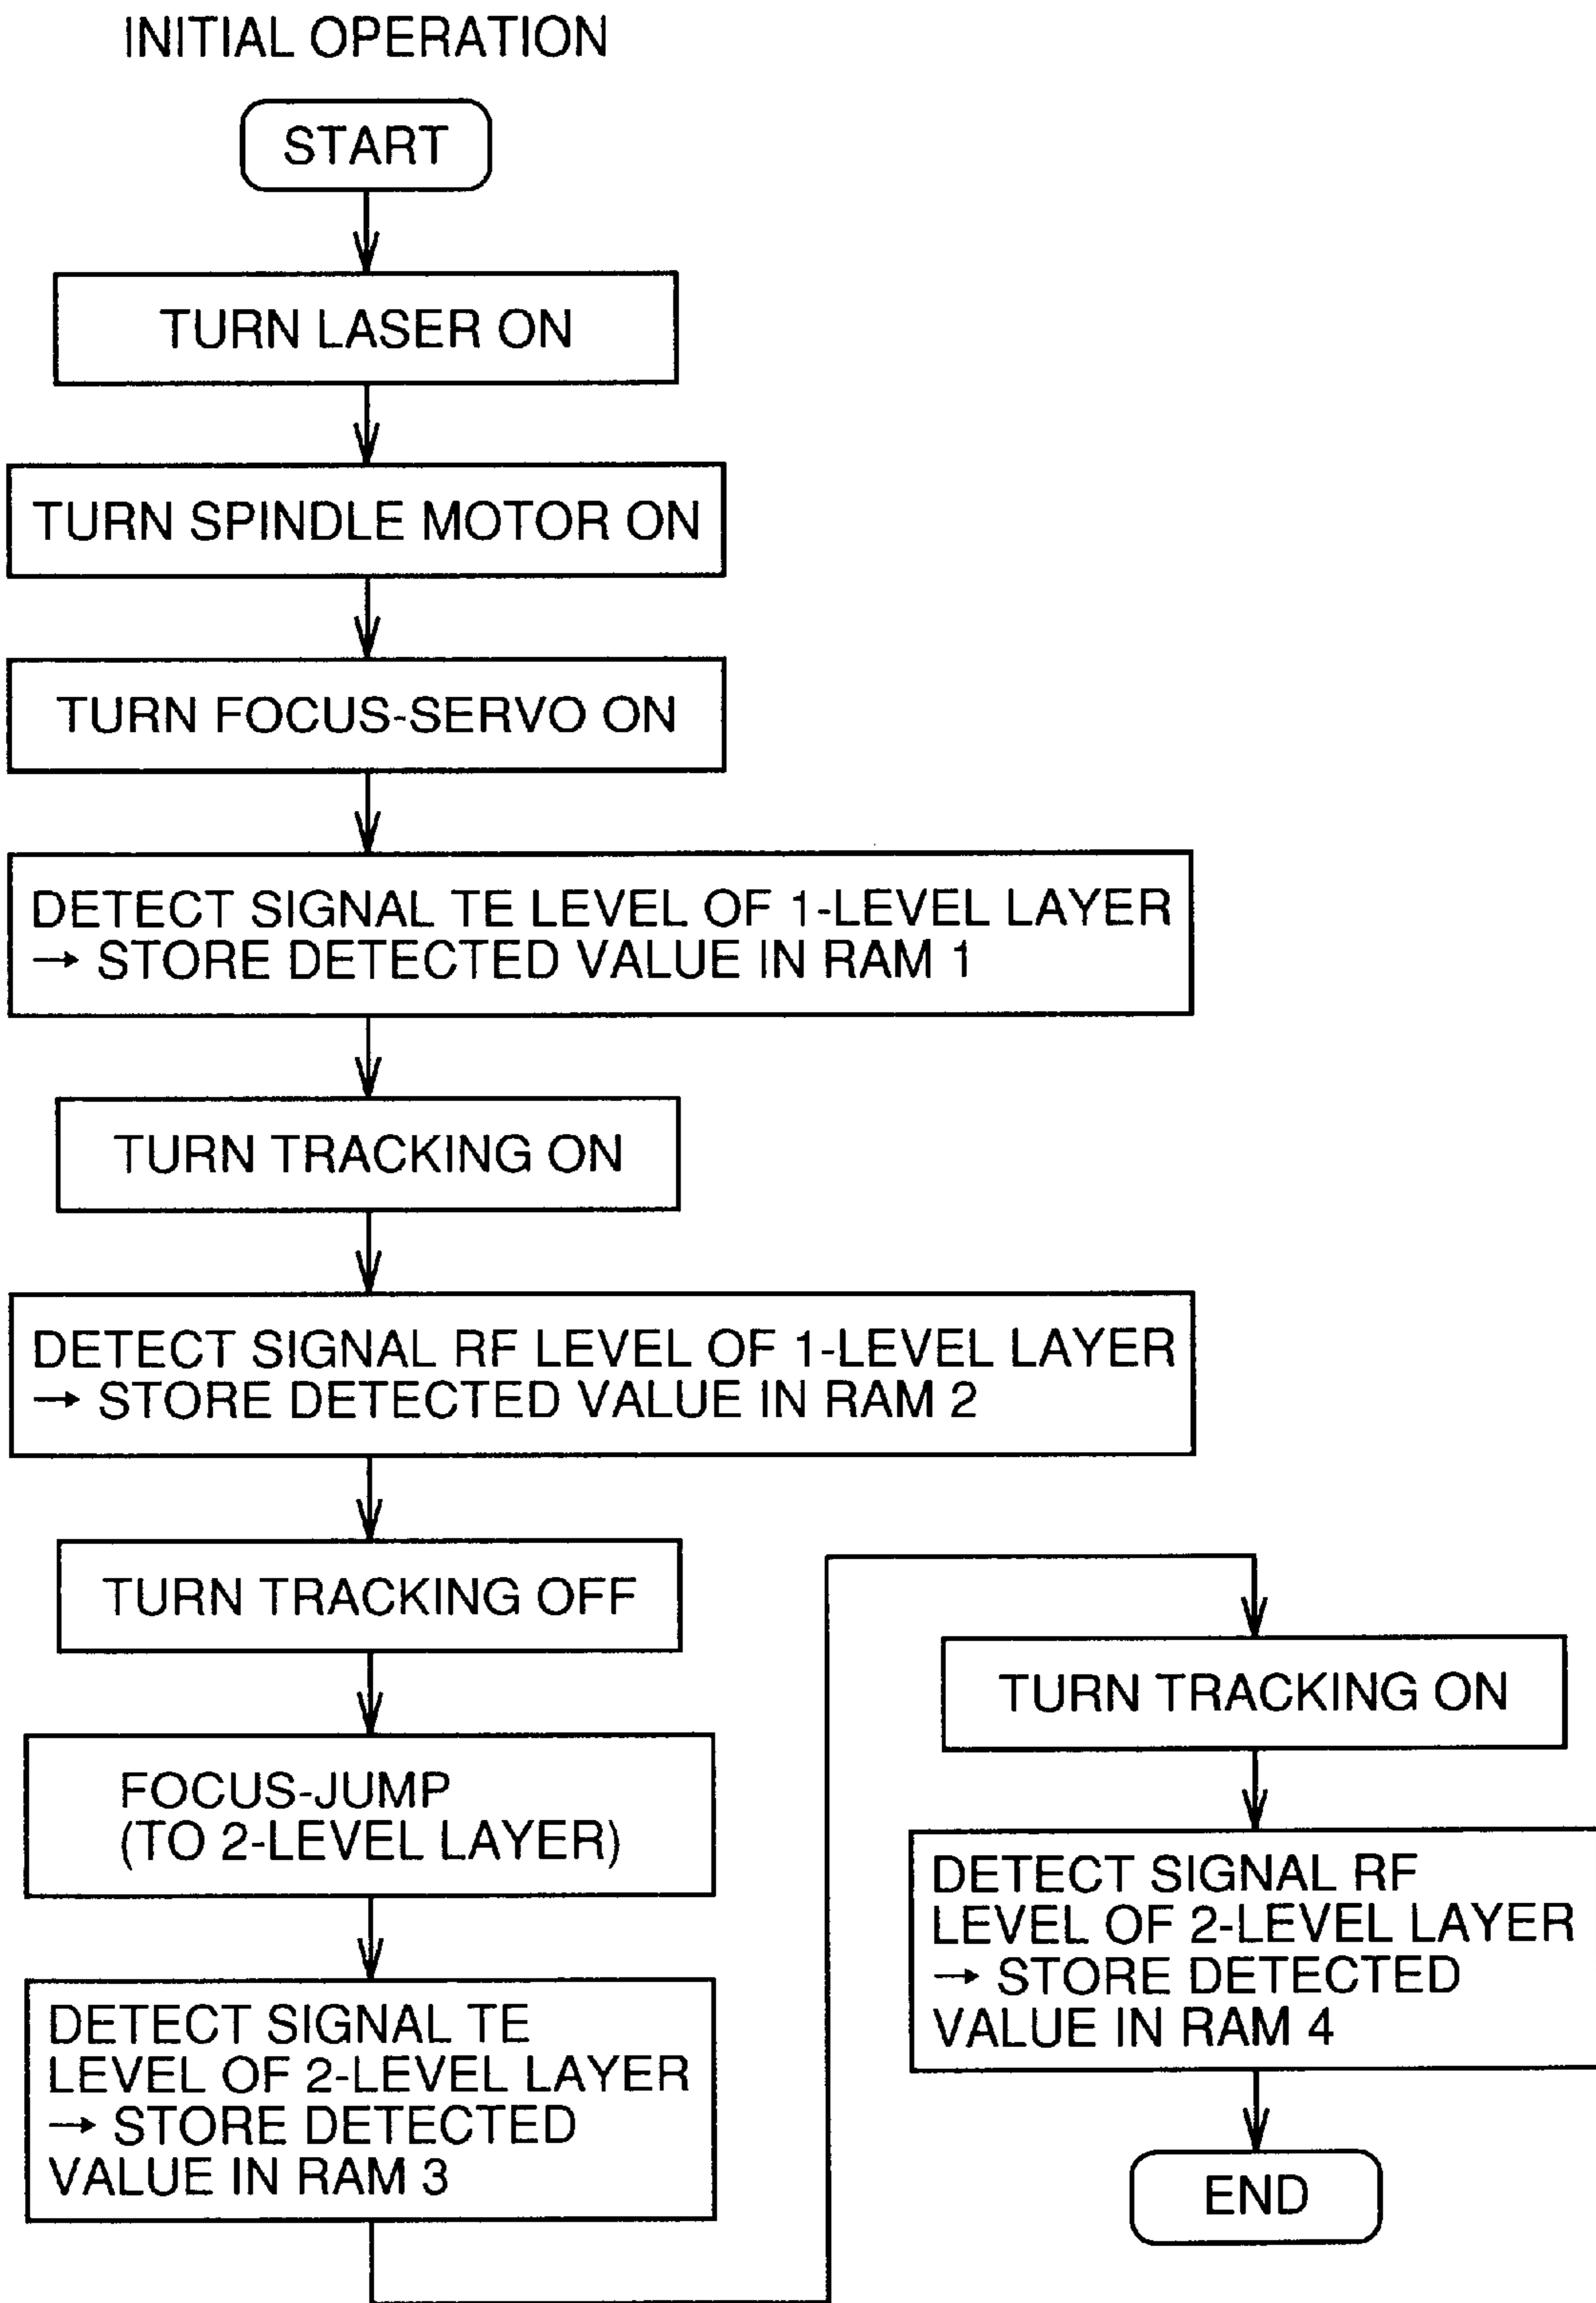 INITIAL OPERATION
START
TURN LASER ON
TURN SPINDLE MOTOR ON
TURN FOCUS-SERVO ON
DETECT SIGNAL TE LEVEL OF 1-LEVEL LAYER
→ STORE DETECTED VALUE IN RAM 1
TURN TRACKING ON
DETECT SIGNAL RF LEVEL OF 1-LEVEL LAYER
→ STORE DETECTED VALUE IN RAM 2
TURN TRACKING OFF
FOCUS-JUMP
(TO 2-LEVEL LAYER)
DETECT SIGNAL TE
LEVEL OF 2-LEVEL LAYER
→ STORE DETECTED
VALUE IN RAM 3
TURN TRACKING ON
DETECT SIGNAL RF
LEVEL OF 2-LEVEL LAYER
→ STORE DETECTED
VALUE IN RAM 4
END